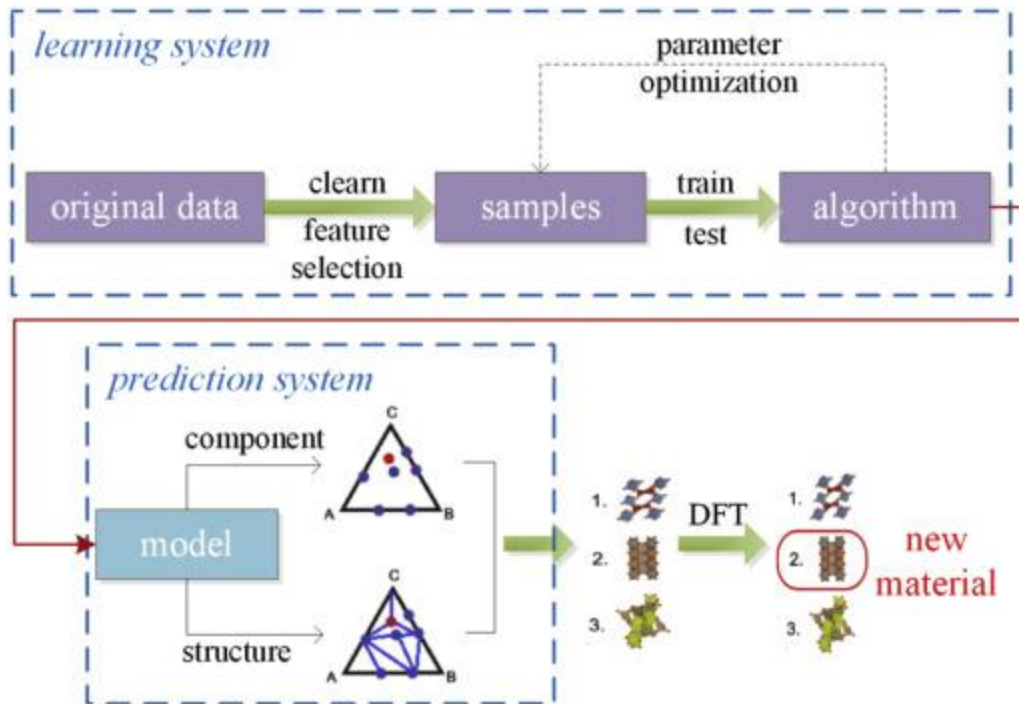 learning system
parameter
optimization
original data
clearn
feature
selection
samples
train
test
algorithm
prediction system
component
C
A
B
model
structure
C
A
B
1.
2.
3.
DFT
1.
2.
3.
new
material